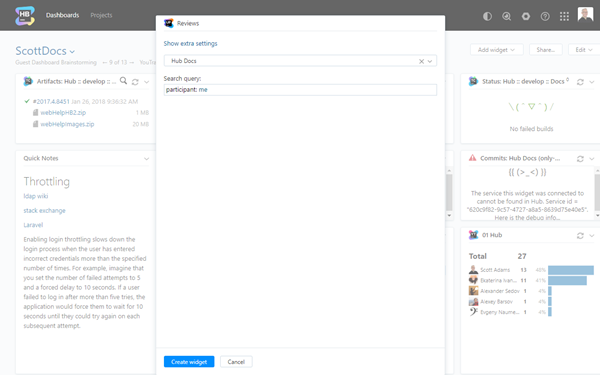 HB
Dashboards
Projects
ScottDocs
Guest Dashboard Brainstorming
← 9 of 13 →
Add widget
Share...
Edit
Artifacts: Hub :: develop :: ...
#2017.4.8451 Jan 26, 2018 9:36:32 AM
webHelpHB2.zip 1 MB
webHelpImages.zip 20 MB
Quick Notes
Throttling
ldap wiki
stack exchange
Laravel
Enabling login throttling slows down the
login process when the user has entered
incorrect credentials more than the specified
number of times. For example, imagine that
you set the number of failed attempts to 5
and a forced delay to 10 seconds. If a user
failed to log in after more than five tries, the
application would force them to wait for 10
seconds until they could try again on each
subsequent attempt.
Reviews
Show extra settings
Hub Docs
Search query:
participant: me
Create widget
Cancel
Status: Hub :: develop :: Docs
\ ( ˆ ∇ ˆ ) /
No failed builds
Commits: Hub Docs (only-...
{{ (>_<) }}
The service this widget was connected to
cannot be found in Hub. Service id =
"620c9f82-9c57-4727-a8a5-8639d75e40e5".
Here is the debug info...
01 Hub
Total 27
Scott Adams 13 48%
Ekaterina Ivan... 11 41%
Alexander Sedov 1 4%
Alexey Barsov 1 4%
Evgeny Naume... 1 4%